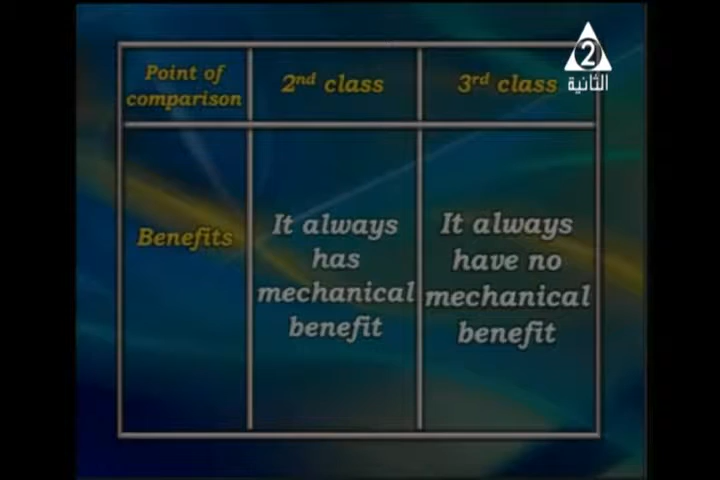 2
الثانية
Point of
comparison
2nd class
3rd class
Benefits
It always
has
mechanical
benefit
It always
have no
mechanical
benefit